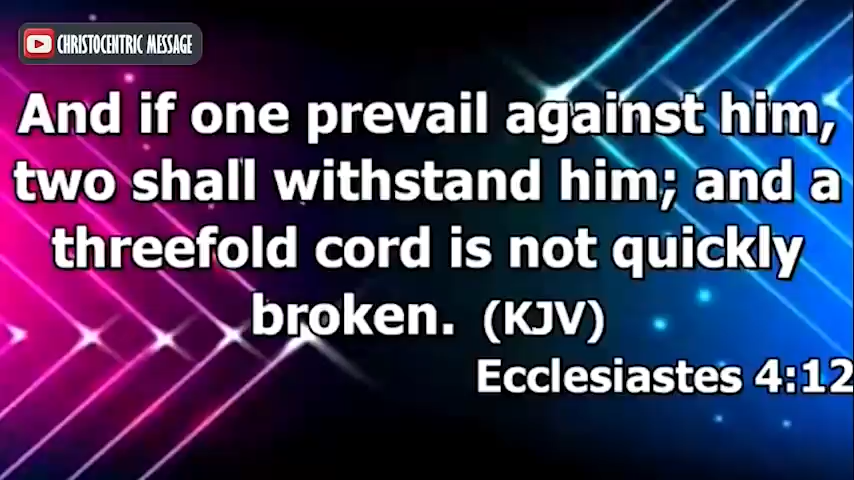 CHRISTOCENTRIC MESSAGE
And if one prevail against him,
two shall withstand him; and a
threefold cord is not quickly
broken. (KJV)
Ecclesiastes 4:12